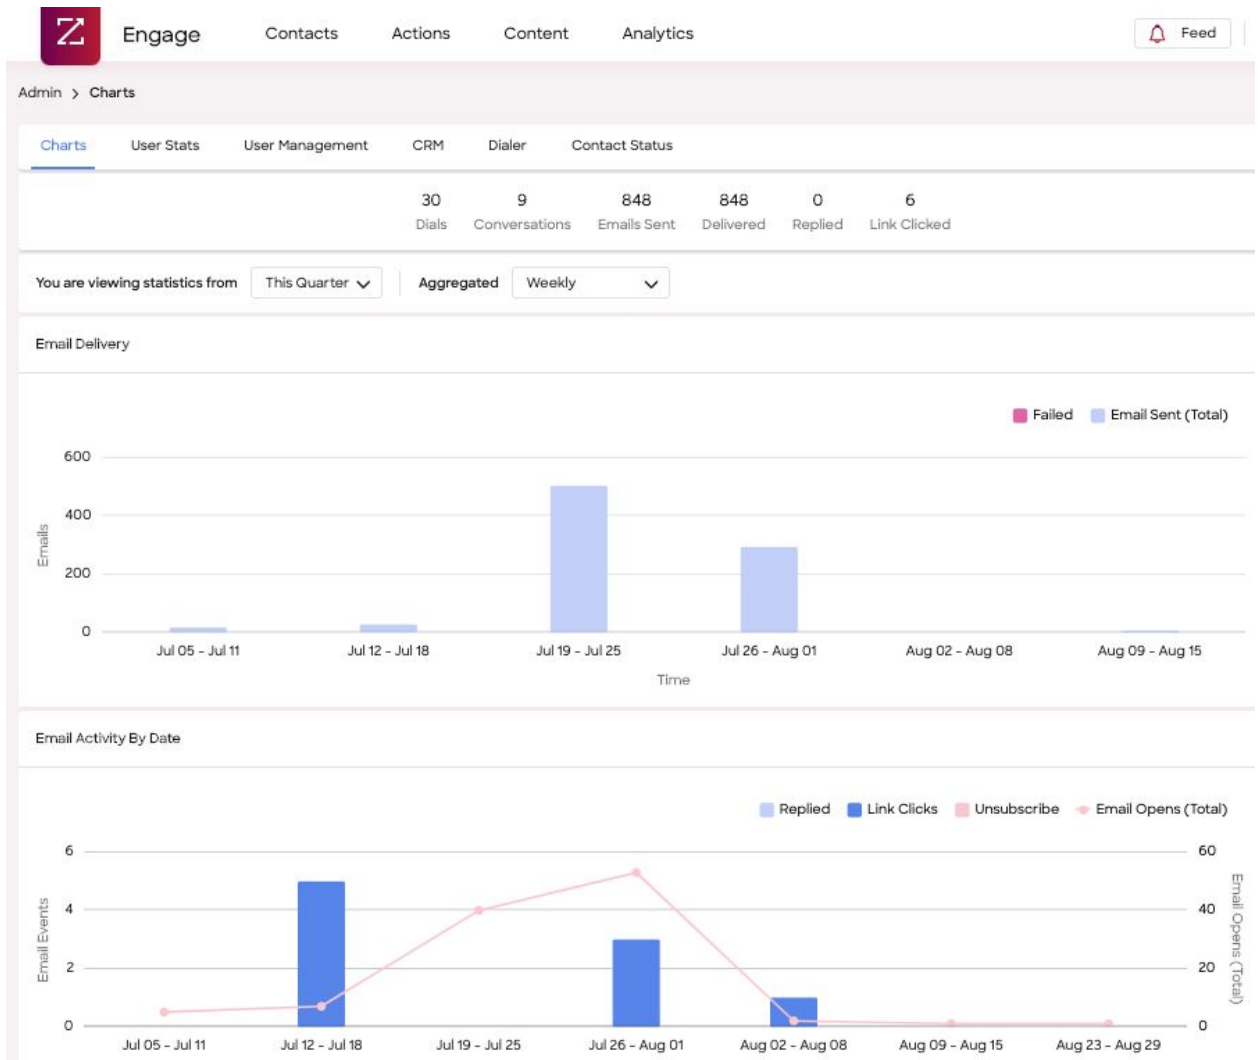 Z Engage Contacts Actions Content Analytics Feed
Admin > Charts
Charts User Stats User Management CRM Dialer Contact Status
30 9 848 848 0 6
Dials Conversations Emails Sent Delivered Replied Link Clicked
You are viewing statistics from This Quarter Aggregated Weekly
Email Delivery
Failed Email Sent (Total)
600
400
200
0
Emails
Jul 05 - Jul 11 Jul 12 - Jul 18 Jul 19 - Jul 25 Jul 26 - Aug 01 Aug 02 - Aug 08 Aug 09 - Aug 15
Time
Email Activity By Date
Replied Link Clicks Unsubscribe Email Opens (Total)
6 60
4 40
2 20
0 0
Email Events
Email Opens (Total)
Jul 05 - Jul 11 Jul 12 - Jul 18 Jul 19 - Jul 25 Jul 26 - Aug 01 Aug 02 - Aug 08 Aug 09 - Aug 15 Aug 23 - Aug 29